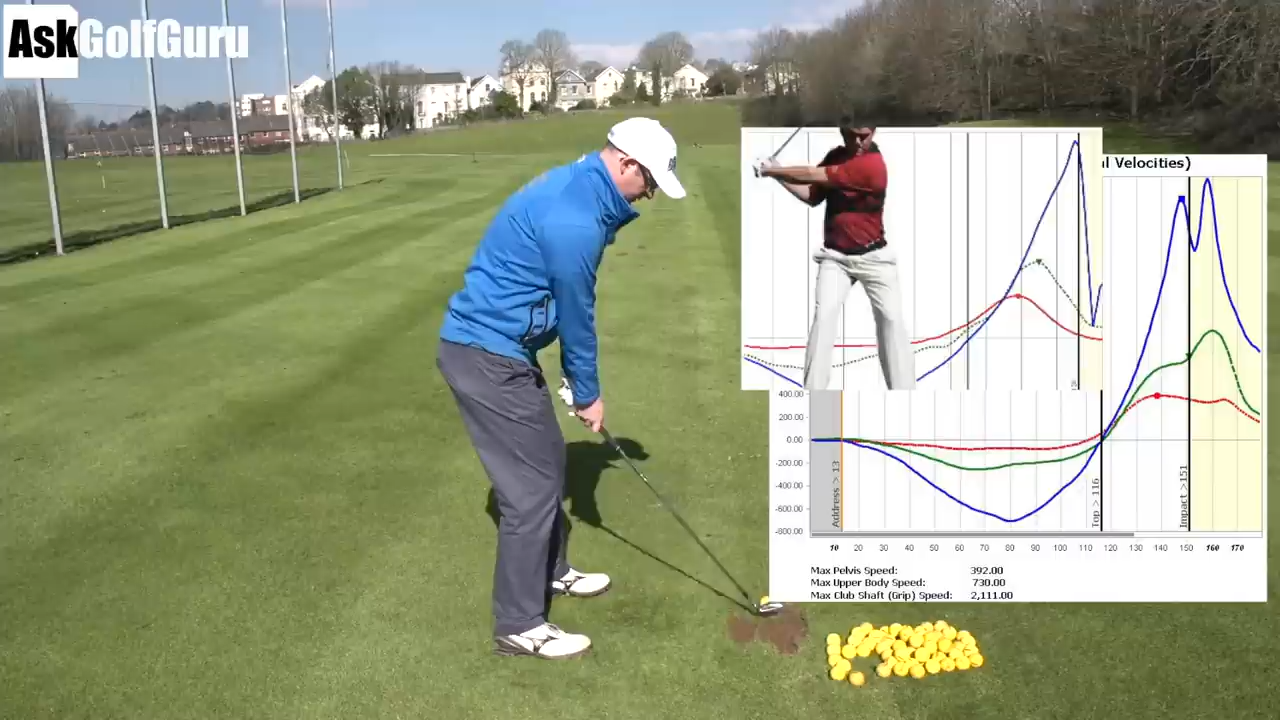 AskGolfGuru
l Velocities)
400.00
200.00
0.00
-200.00
-400.00
-600.00
-800.00
Address > 13
Top > 116
Impact >151
10 20 30 40 50 60 70 80 90 100 110 120 130 140 150 160 170
Max Pelvis Speed: 392.00
Max Upper Body Speed: 730.00
Max Club Shaft (Grip) Speed: 2,111.00